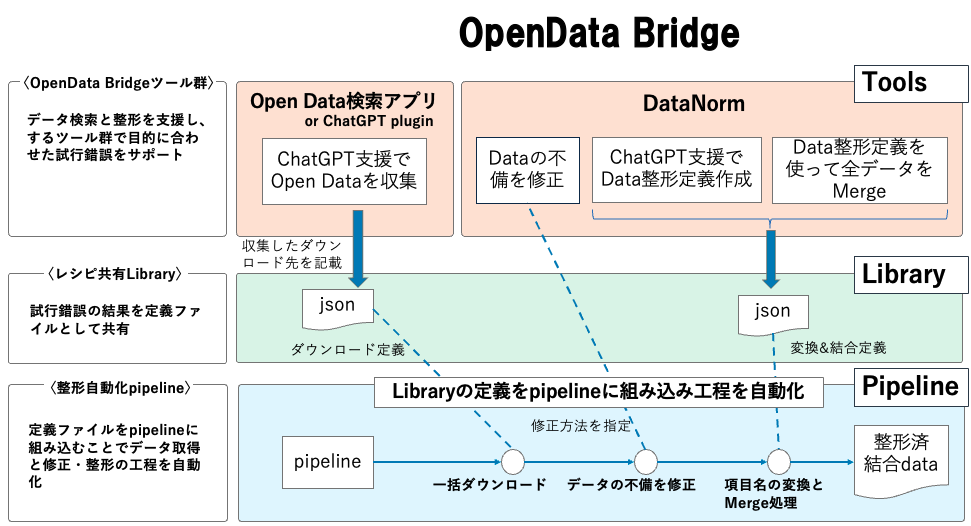 OpenData Bridge
〈OpenData Bridgeツール群〉
データ検索と整形を支援し、
するツール群で目的に合わ
せた試行錯誤をサポート
Tools
Open Data検索アプリ
or ChatGPT plugin
ChatGPT支援で
Open Dataを収集
DataNorm
Dataの不
備を修正
ChatGPT支援で
Data整形定義作成
Data整形定義を
使って全データを
Merge
収集したダウン
ロード先を記載
〈レシピ共有Library〉
試行錯誤の結果を定義ファ
イルとして共有
Library
json
ダウンロード定義
json
変換&結合定義
〈整形自動化pipeline〉
定義ファイルをpipelineに
組み込むことでデータ取得
と修正・整形の工程を自動
化
Pipeline
Libraryの定義をpipelineに組み込み工程を自動化
修正方法を指定
pipeline
一括ダウンロード
データの不備を修正
項目名の変換と
Merge処理
整形済
結合data